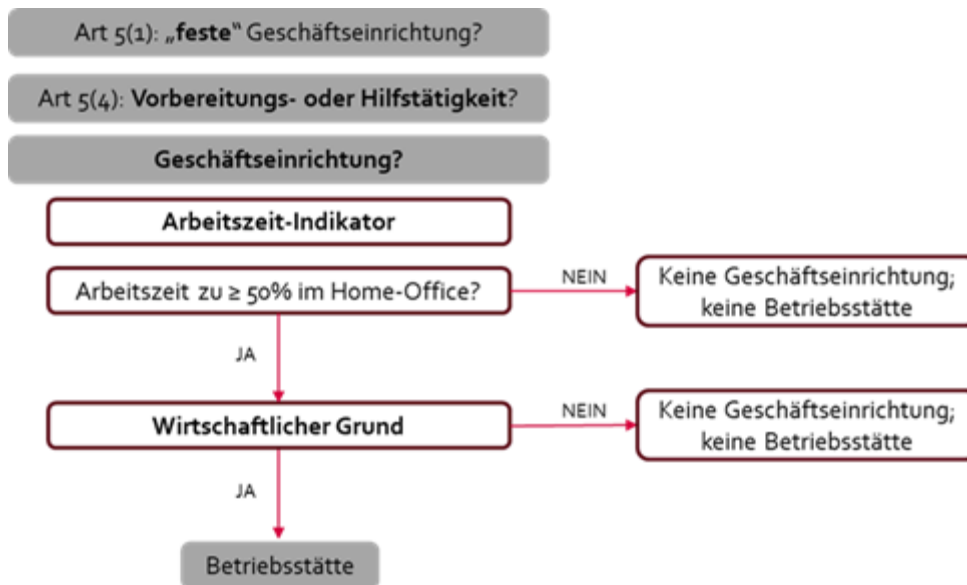 Art 5(1): „feste“ Geschäftseinrichtung?
Art 5(4): Vorbereitungs- oder Hilfstätigkeit?
Geschäftseinrichtung?
Arbeitszeit-Indikator
Arbeitszeit zu ≥ 50% im Home-Office?
NEIN
Keine Geschäftseinrichtung;
keine Betriebsstätte
JA
Wirtschaftlicher Grund
NEIN
Keine Geschäftseinrichtung;
keine Betriebsstätte
JA
Betriebsstätte